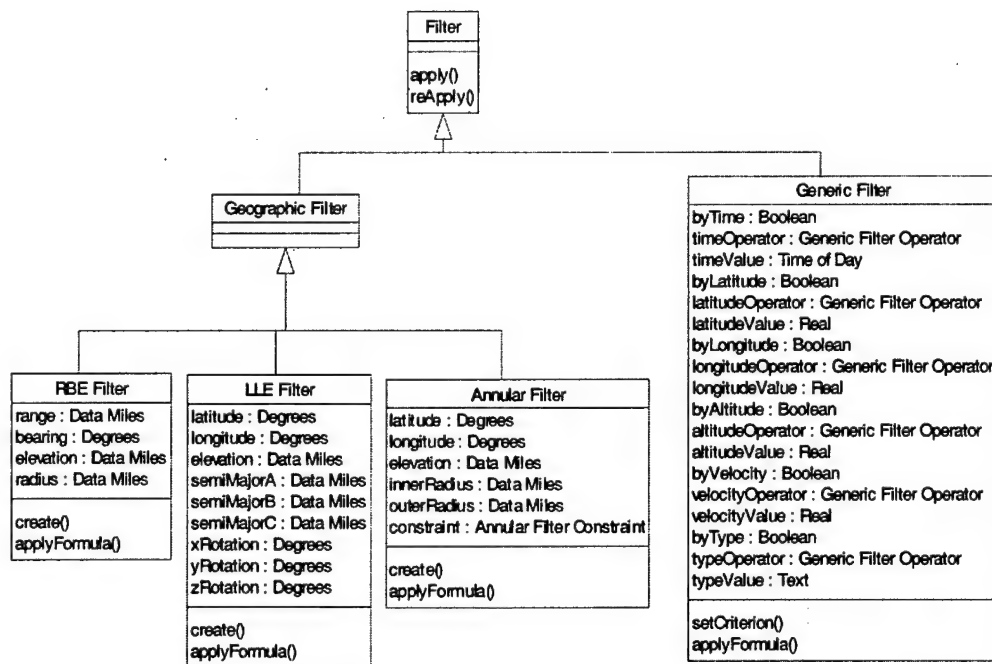 Filter
apply()
reApply()
Geographic Filter
Generic Filter
byTime : Boolean
timeOperator : Generic Filter Operator
timeValue : Time of Day
byLatitude : Boolean
latitudeOperator : Generic Filter Operator
latitudeValue : Real
byLongitude : Boolean
longitudeOperator : Generic Filter Operator
longitudeValue : Real
byAltitude : Boolean
altitudeOperator : Generic Filter Operator
altitudeValue : Real
byVelocity : Boolean
velocityOperator : Generic Filter Operator
velocityValue : Real
byType : Boolean
typeOperator : Generic Filter Operator
typeValue : Text
setCriterion()
applyFormula()
RBE Filter
range : Data Miles
bearing : Degrees
elevation : Data Miles
radius : Data Miles
create()
applyFormula()
LLE Filter
latitude : Degrees
longitude : Degrees
elevation : Data Miles
semiMajorA : Data Miles
semiMajorB : Data Miles
semiMajorC : Data Miles
xRotation : Degrees
yRotation : Degrees
zRotation : Degrees
create()
applyFormula()
Annular Filter
latitude : Degrees
longitude : Degrees
elevation : Data Miles
innerRadius : Data Miles
outerRadius : Data Miles
constraint : Annular Filter Constraint
create()
applyFormula()